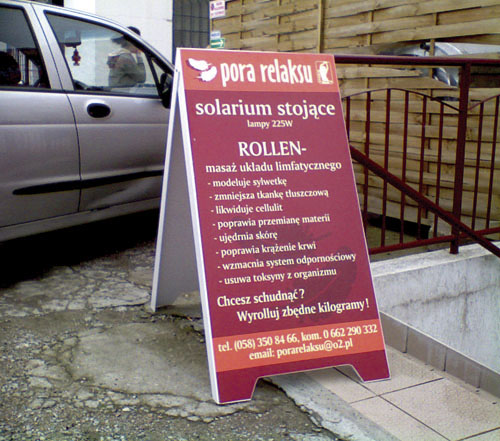 pora relaksu
solarium stojące
lampy 225W
ROLLEN-
masaż układu limfatycznego
- modeluje sylwetkę
- zmniejsza tkankę tłuszczową
- likwiduje cellulit
- poprawia przemianę materii
- ujędrnia skórę
- poprawia krążenie krwi
- wzmacnia system odpornościowy
- usuwa toksyny z organizmu
Chcesz schudnąć ?
Wyrolluj zbędne kilogramy !
tel. (058) 350 84 66, kom. 0 662 290 332
email: porarelaksu@o2.pl